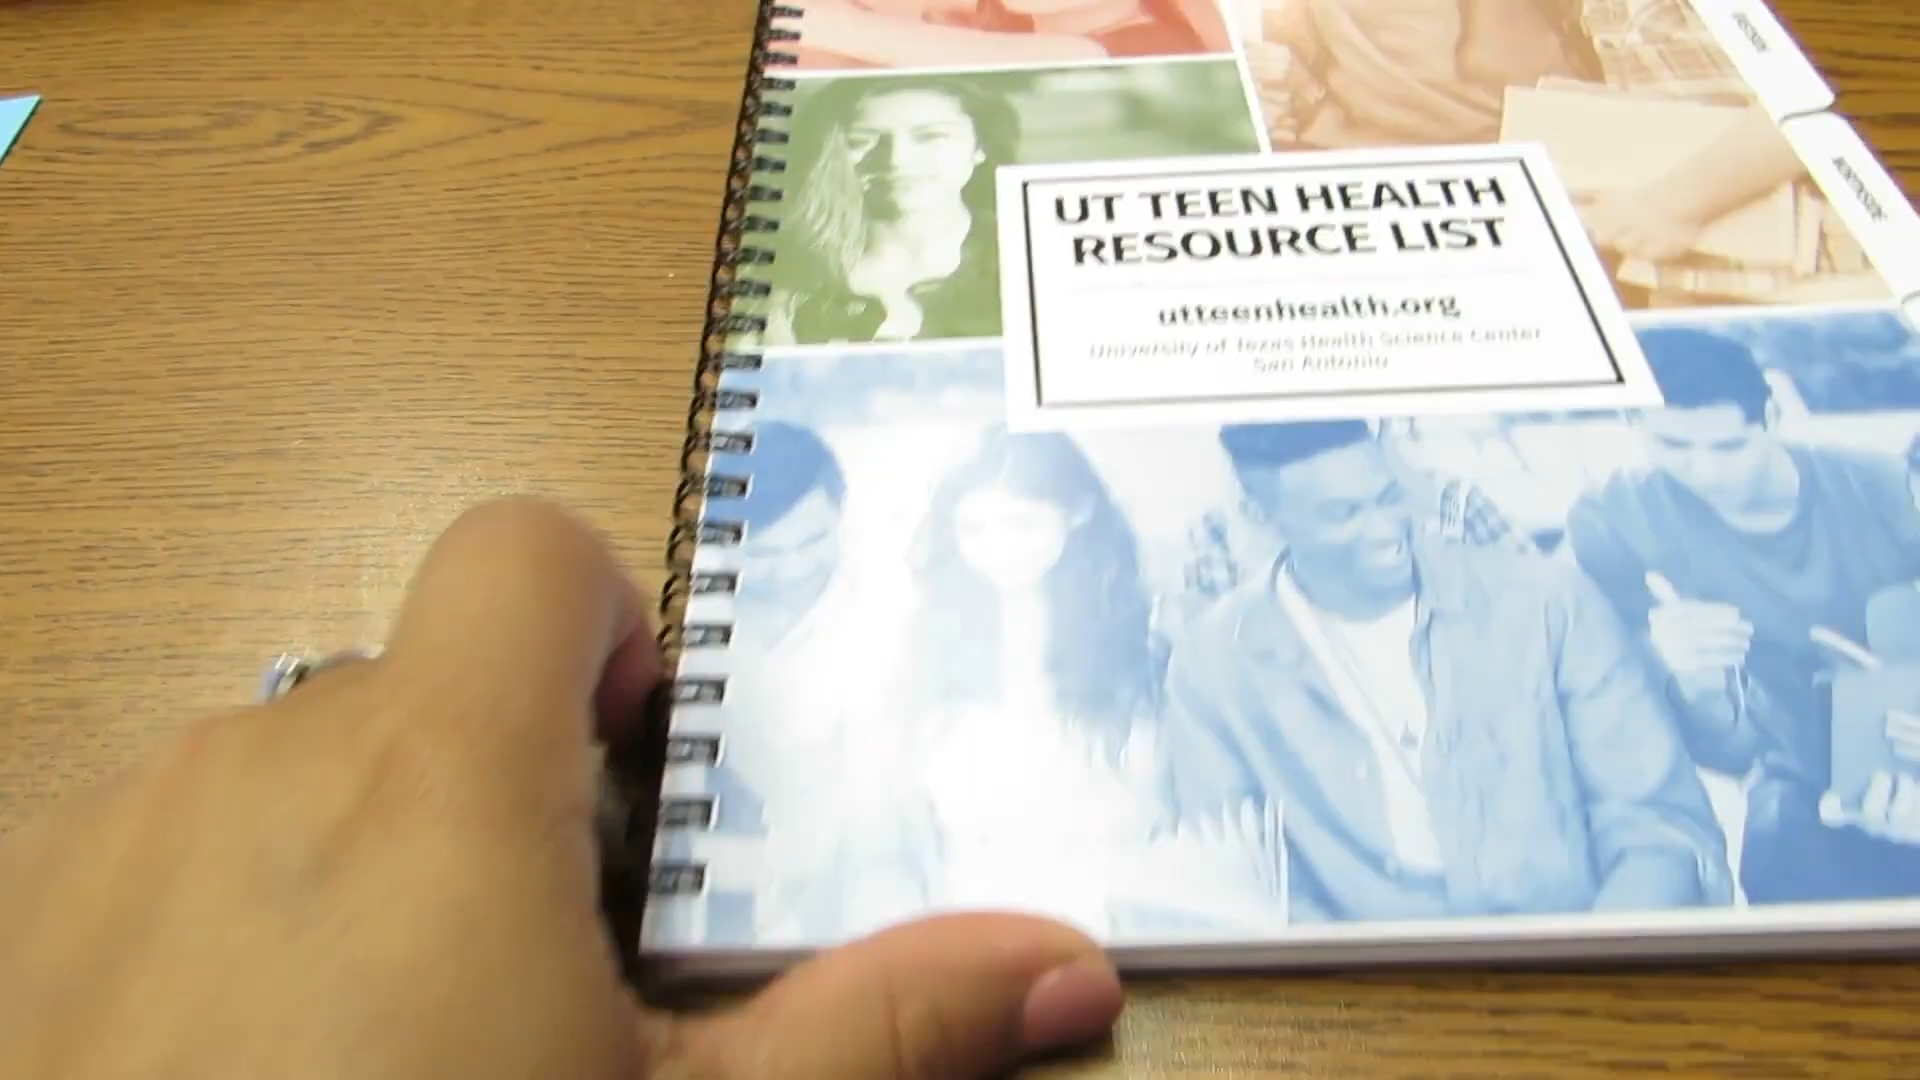 UT TEEN HEALTH
RESOURCE LIST
utteenhealth.org
University of Texas Health Science Center
San Antonio